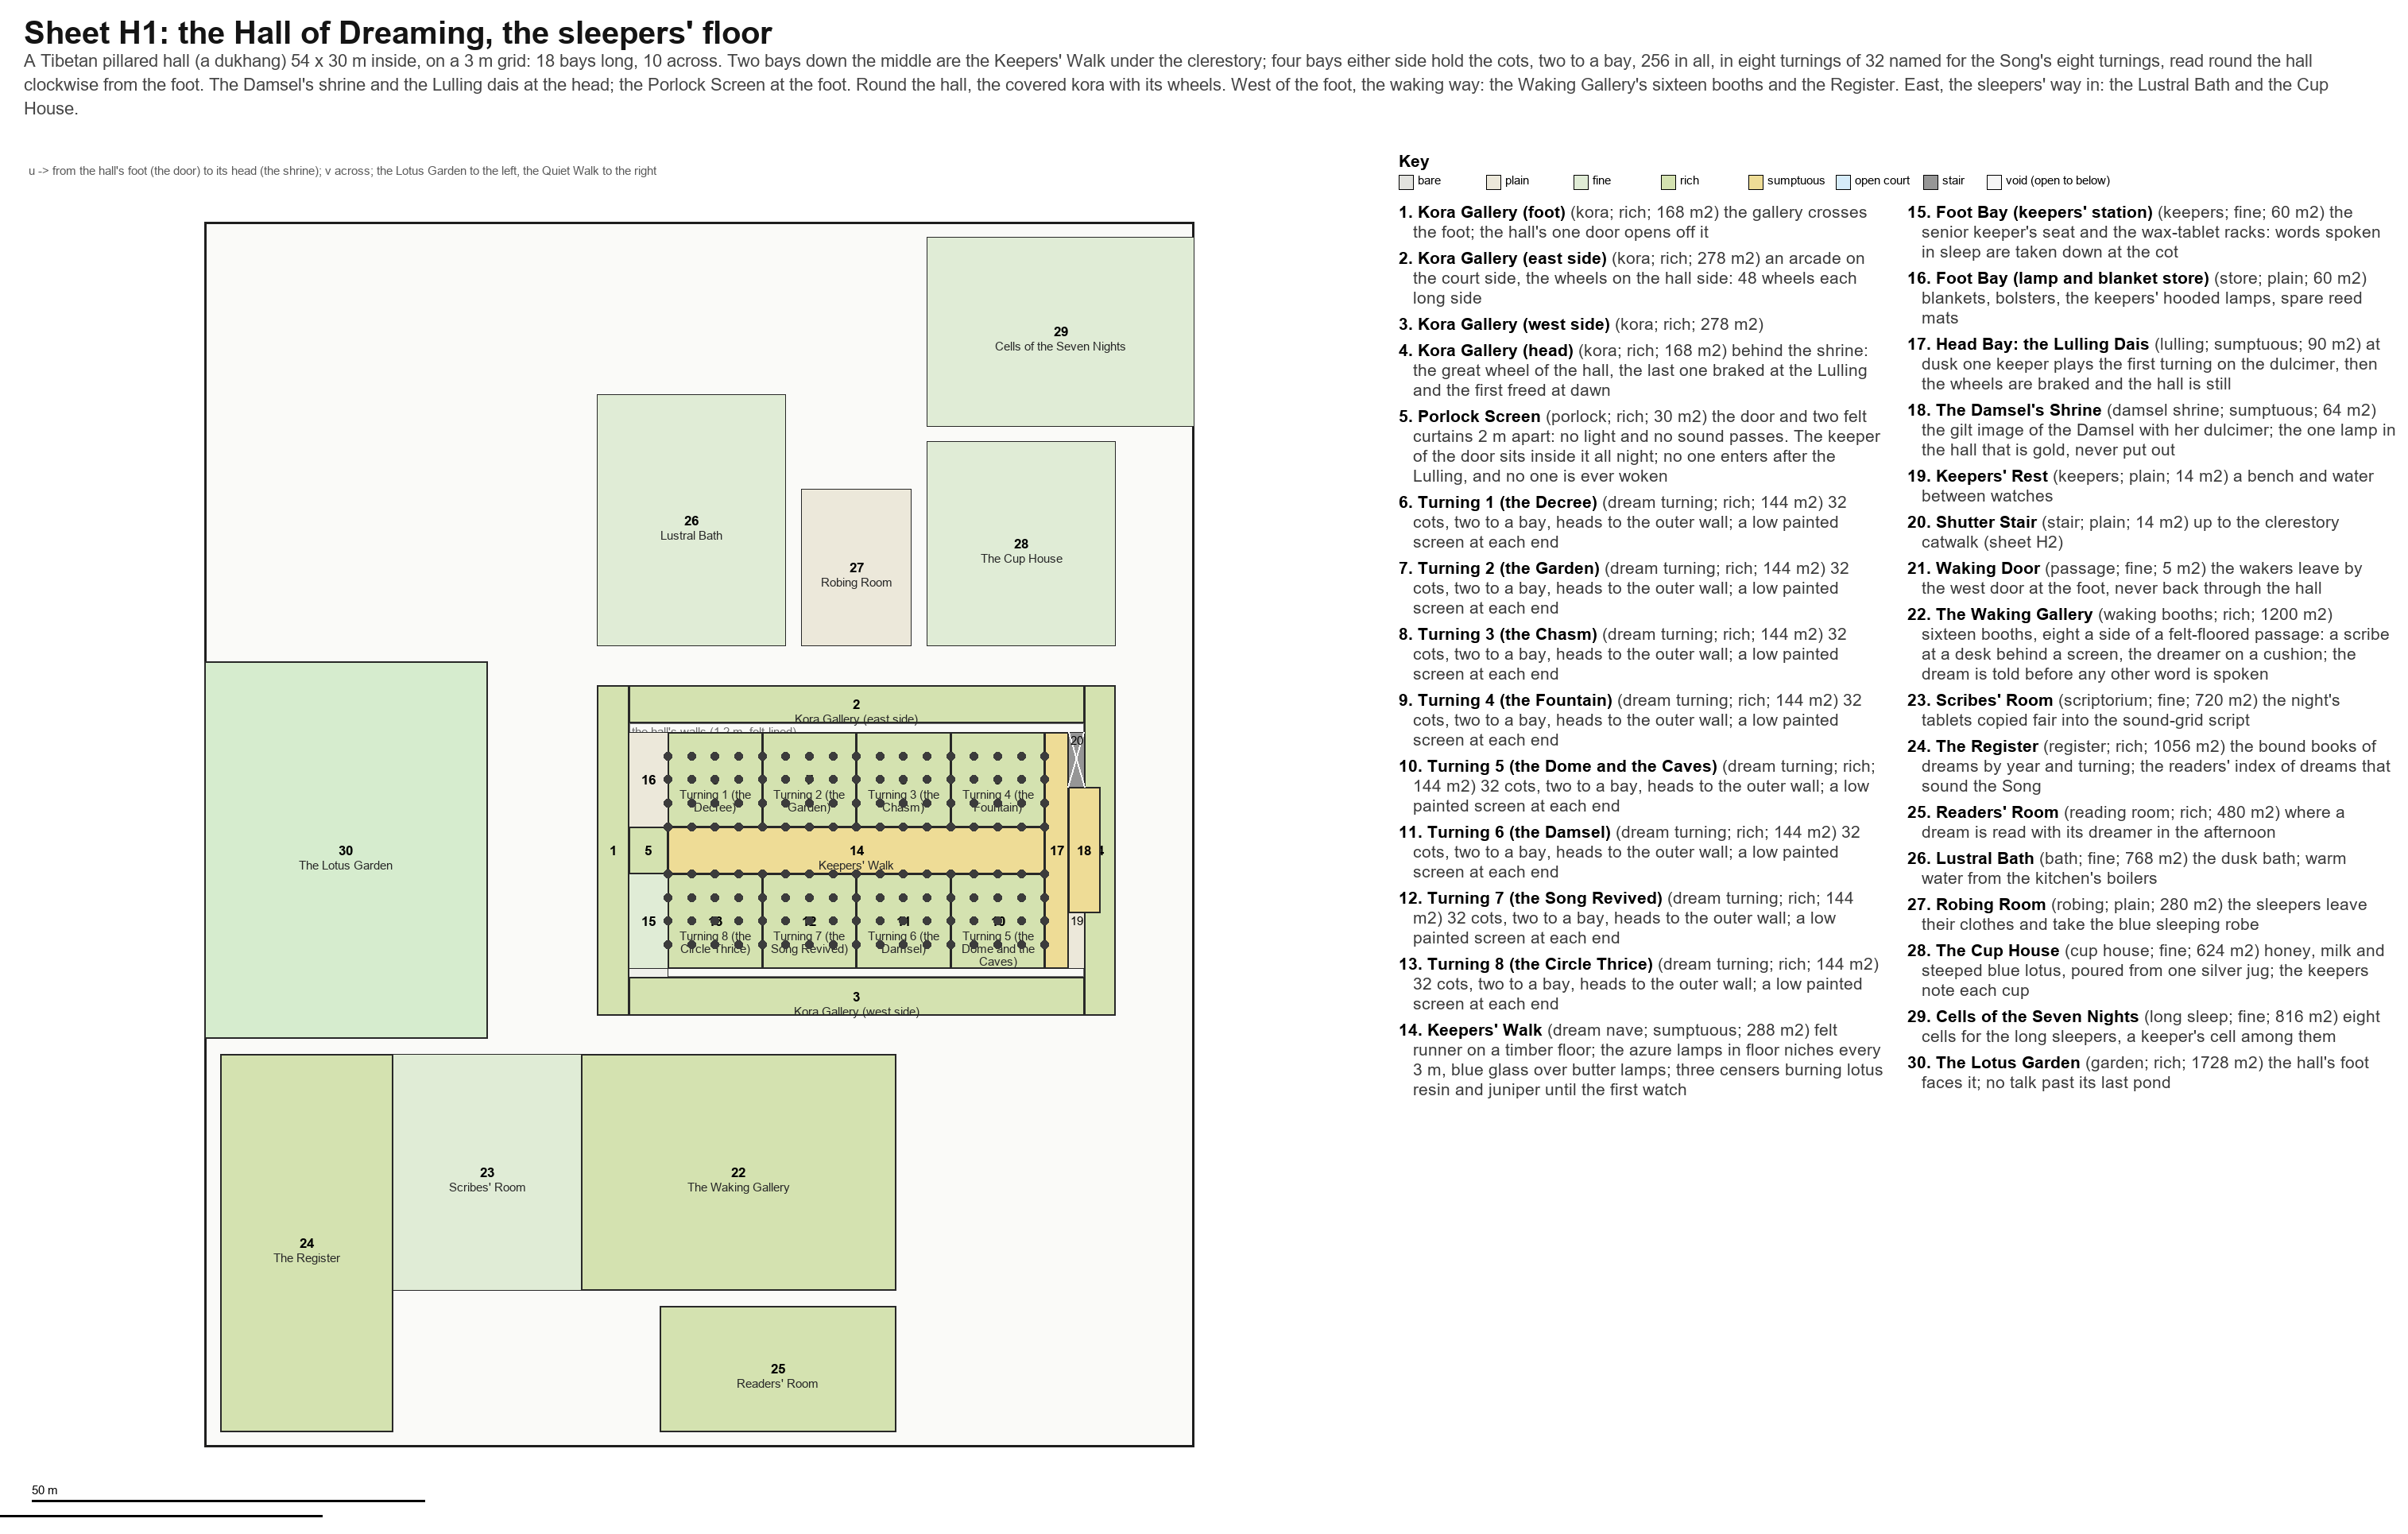 Sheet H1: the Hall of Dreaming, the sleepers' floor
A Tibetan pillared hall (a dukhang) 54 x 30 m inside, on a 3 m grid: 18 bays long, 10 across. Two bays down the middle are the Keepers' Walk under the clerestory; four bays either side hold the cots, two to a bay, 256 in all, in eight turnings of 32 named for the Song's eight turnings, read round the hall
clockwise from the foot. The Damsel's shrine and the Lulling dais at the head; the Porlock Screen at the foot. Round the hall, the covered kora with its wheels. West of the foot, the waking way: the Waking Gallery's sixteen booths and the Register. East, the sleepers' way in: the Lustral Bath and the Cup
House.
u -> from the hall's foot (the door) to its head (the shrine); v across; the Lotus Garden to the left, the Quiet Walk to the right
29
Cells of the Seven Nights
26
Lustral Bath
27
Robing Room
28
The Cup House
2
Kora Gallery (east side)
the hall's walls (1.2 m, felt-lined)
20
16
Turning 1 (the
Decree)
Turning 2 (the
Garden)
Turning 3 (the
Chasm)
Turning 4 (the
Fountain)
30
The Lotus Garden
1
5
14
Keepers' Walk
17
18
4
15
13
Turning 8 (the
Circle Thrice)
12
Turning 7 (the
Song Revived)
11
Turning 6 (the
Damsel)
10
Turning 5 (the
Dome and the
Caves)
19
3
Kora Gallery (west side)
24
The Register
23
Scribes' Room
22
The Waking Gallery
25
Readers' Room
50 m
Key
bare
plain
fine
rich
sumptuous
open court
stair
void (open to below)
1. Kora Gallery (foot) (kora; rich; 168 m2) the gallery crosses
the foot; the hall's one door opens off it
2. Kora Gallery (east side) (kora; rich; 278 m2) an arcade on
the court side, the wheels on the hall side: 48 wheels each
long side
3. Kora Gallery (west side) (kora; rich; 278 m2)
4. Kora Gallery (head) (kora; rich; 168 m2) behind the shrine:
the great wheel of the hall, the last one braked at the Lulling
and the first freed at dawn
5. Porlock Screen (porlock; rich; 30 m2) the door and two felt
curtains 2 m apart: no light and no sound passes. The keeper
of the door sits inside it all night; no one enters after the
Lulling, and no one is ever woken
6. Turning 1 (the Decree) (dream turning; rich; 144 m2) 32
cots, two to a bay, heads to the outer wall; a low painted
screen at each end
7. Turning 2 (the Garden) (dream turning; rich; 144 m2) 32
cots, two to a bay, heads to the outer wall; a low painted
screen at each end
8. Turning 3 (the Chasm) (dream turning; rich; 144 m2) 32
cots, two to a bay, heads to the outer wall; a low painted
screen at each end
9. Turning 4 (the Fountain) (dream turning; rich; 144 m2) 32
cots, two to a bay, heads to the outer wall; a low painted
screen at each end
10. Turning 5 (the Dome and the Caves) (dream turning; rich;
144 m2) 32 cots, two to a bay, heads to the outer wall; a low
painted screen at each end
11. Turning 6 (the Damsel) (dream turning; rich; 144 m2) 32
cots, two to a bay, heads to the outer wall; a low painted
screen at each end
12. Turning 7 (the Song Revived) (dream turning; rich; 144
m2) 32 cots, two to a bay, heads to the outer wall; a low
painted screen at each end
13. Turning 8 (the Circle Thrice) (dream turning; rich; 144 m2)
32 cots, two to a bay, heads to the outer wall; a low painted
screen at each end
14. Keepers' Walk (dream nave; sumptuous; 288 m2) felt
runner on a timber floor; the azure lamps in floor niches every
3 m, blue glass over butter lamps; three censers burning lotus
resin and juniper until the first watch
15. Foot Bay (keepers' station) (keepers; fine; 60 m2) the
senior keeper's seat and the wax-tablet racks: words spoken
in sleep are taken down at the cot
16. Foot Bay (lamp and blanket store) (store; plain; 60 m2)
blankets, bolsters, the keepers' hooded lamps, spare reed
mats
17. Head Bay: the Lulling Dais (lulling; sumptuous; 90 m2) at
dusk one keeper plays the first turning on the dulcimer, then
the wheels are braked and the hall is still
18. The Damsel's Shrine (damsel shrine; sumptuous; 64 m2)
the gilt image of the Damsel with her dulcimer; the one lamp in
the hall that is gold, never put out
19. Keepers' Rest (keepers; plain; 14 m2) a bench and water
between watches
20. Shutter Stair (stair; plain; 14 m2) up to the clerestory
catwalk (sheet H2)
21. Waking Door (passage; fine; 5 m2) the wakers leave by
the west door at the foot, never back through the hall
22. The Waking Gallery (waking booths; rich; 1200 m2)
sixteen booths, eight a side of a felt-floored passage: a scribe
at a desk behind a screen, the dreamer on a cushion; the
dream is told before any other word is spoken
23. Scribes' Room (scriptorium; fine; 720 m2) the night's
tablets copied fair into the sound-grid script
24. The Register (register; rich; 1056 m2) the bound books of
dreams by year and turning; the readers' index of dreams that
sound the Song
25. Readers' Room (reading room; rich; 480 m2) where a
dream is read with its dreamer in the afternoon
26. Lustral Bath (bath; fine; 768 m2) the dusk bath; warm
water from the kitchen's boilers
27. Robing Room (robing; plain; 280 m2) the sleepers leave
their clothes and take the blue sleeping robe
28. The Cup House (cup house; fine; 624 m2) honey, milk and
steeped blue lotus, poured from one silver jug; the keepers
note each cup
29. Cells of the Seven Nights (long sleep; fine; 816 m2) eight
cells for the long sleepers, a keeper's cell among them
30. The Lotus Garden (garden; rich; 1728 m2) the hall's foot
faces it; no talk past its last pond